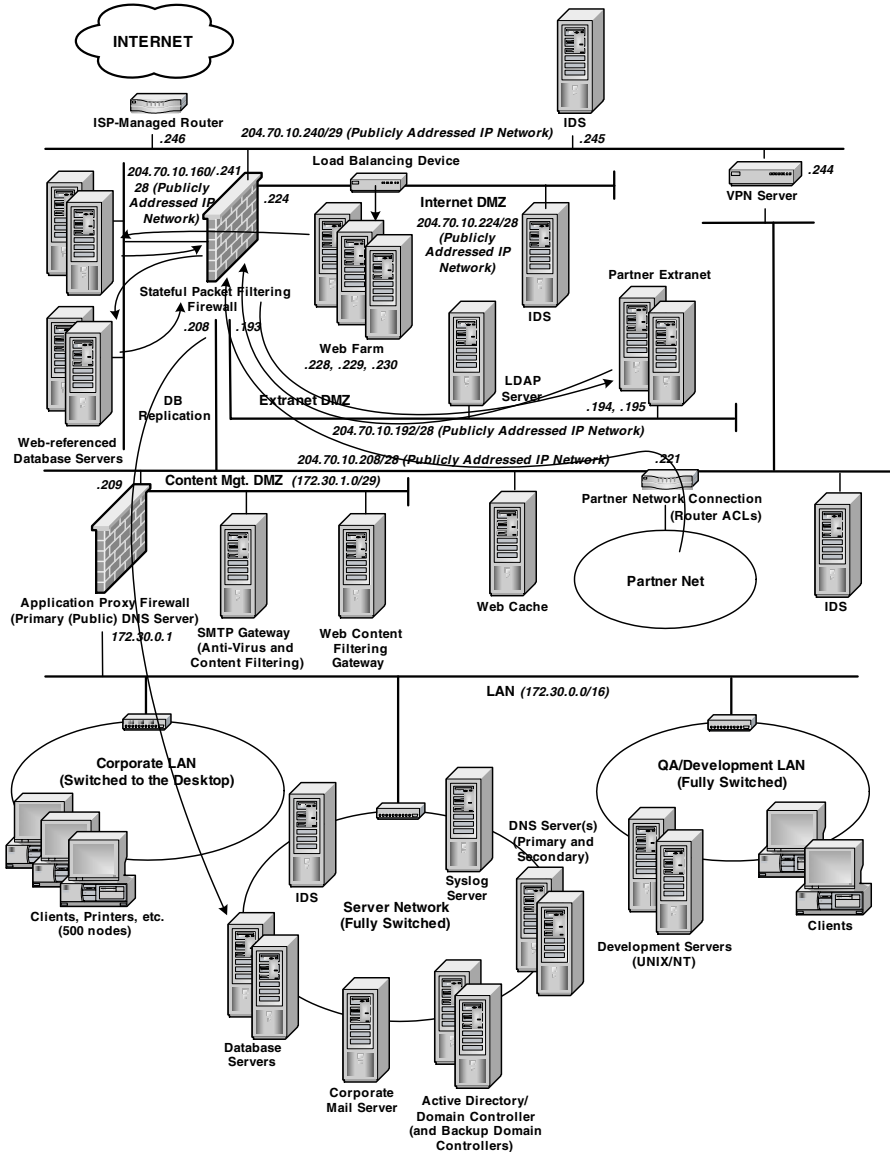 INTERNET
ISP-Managed Router
.246
204.70.10.240/29 (Publicly Addressed IP Network)
IDS
.245
204.70.10.160/
28 (Publicly
Addressed IP
Network)
.241
.224
Load Balancing Device
Internet DMZ
204.70.10.224/28
(Publicly
Addressed IP
Network)
.244
VPN Server
Stateful Packet Filtering
Firewall
.208
.193
Web Farm
.228, .229, .230
IDS
Partner Extranet
LDAP
Server
.194, .195
DB
Replication
Extranet DMZ
204.70.10.192/28 (Publicly Addressed IP Network)
Web-referenced
Database Servers
204.70.10.208/28 (Publicly Addressed IP Network)
.221
.209
Content Mgt. DMZ (172.30.1.0/29)
Partner Network Connection
(Router ACLs)
Partner Net
Web Cache
IDS
Application Proxy Firewall
(Primary (Public) DNS Server)
172.30.0.1
SMTP Gateway
(Anti-Virus and
Content Filtering)
Web Content
Filtering
Gateway
LAN (172.30.0.0/16)
Corporate LAN
(Switched to the Desktop)
QA/Development LAN
(Fully Switched)
Clients, Printers, etc.
(500 nodes)
IDS
Syslog
Server
DNS Server(s)
(Primary and
Secondary)
Server Network
(Fully Switched)
Development Servers
(UNIX/NT)
Clients
Database
Servers
Corporate
Mail Server
Active Directory/
Domain Controller
(and Backup Domain
Controllers)